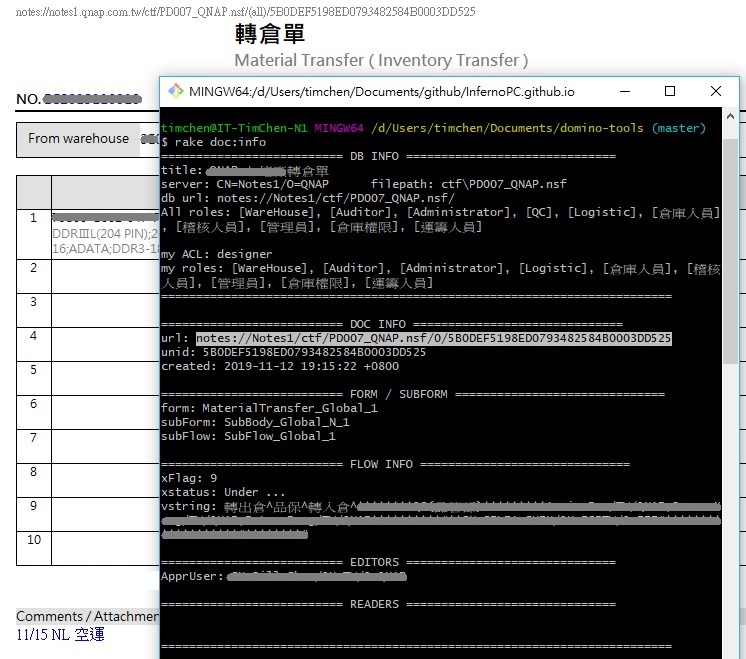 notes://notes1.qnap.com.tw/ctf/PD007_QNAP.nsf/(all)/5B0DEF5198ED0793482584B0003DD525
轉倉單
Material Transfer ( Inventory Transfer )
NO.
From warehouse
1
DDRIIIL(204 PIN);2
16;ADATA;DDR3-18
2
3
4
5
6
7
8
9
10
Comments / Attachmen
11/15 NL 空運
MINGW64:/d/Users/timchen/Documents/github/InfernoPC.github.io
timchen@IT-TimChen-N1 MINGW64 /d/Users/timchen/Documents/domino-tools (master)
$ rake doc:info
========================== DB INFO ============================
title: 轉倉單
server: CN=Notes1/O=QNAP filepath: ctf\PD007_QNAP.nsf
db url: notes://Notes1/ctf/PD007_QNAP.nsf/
All roles: [WareHouse], [Auditor], [Administrator], [QC], [Logistic], [倉庫人員]
, [稽核人員], [管理員], [倉庫權限], [運籌人員]
my ACL: designer
my roles: [WareHouse], [Auditor], [Administrator], [Logistic], [倉庫人員], [稽核
人員], [管理員], [倉庫權限], [運籌人員]
=========================================================================
========================== DOC INFO ==============================
url: notes://Notes1/ctf/PD007_QNAP.nsf/0/5B0DEF5198ED0793482584B0003DD525
unid: 5B0DEF5198ED0793482584B0003DD525
created: 2019-11-12 19:15:22 +0800
========================== FORM / SUBFORM ==============================
form: MaterialTransfer_Global_1
subForm: SubBody_Global_N_1
subFlow: SubFlow_Global_1
========================== FLOW INFO ==============================
xFlag: 9
xstatus: Under ...
vstring: 轉出倉^品保^轉入倉^
========================== EDITORS ============================
ApprUser:
========================== READERS ============================
=========================================================================